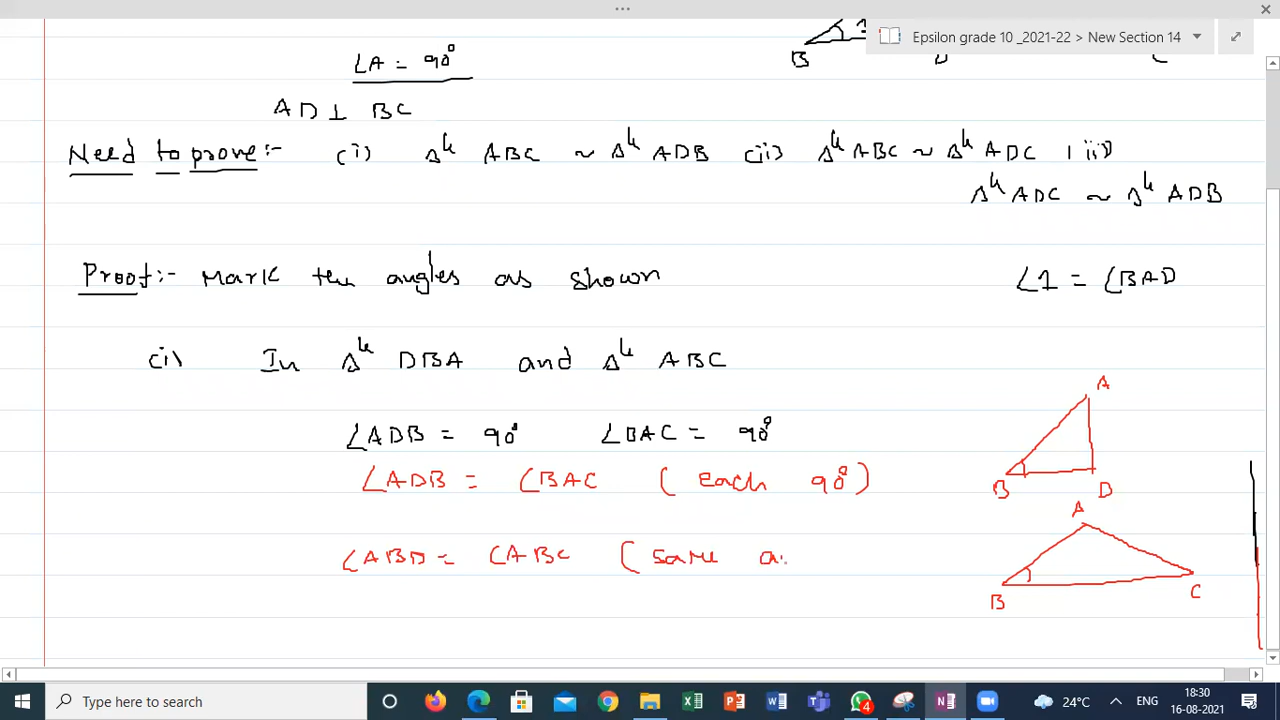 Epsilon grade 10 _2021-22 > New Section 14
∠A = 90°
B
AD ⊥ BC
Need to prove:- (i) Δle ABC ~ Δle ADB (ii) Δle ABC ~ Δle ADC (iii)
Δle ADC ~ Δle ADB
Proof:- Mark the angles as shown
∠1 = ∠BAD
(i) In Δle DBA and Δle ABC
A
∠ADB = 90° ∠BAC = 90°
∠ADB = ∠BAC ( Each 90°)
B D
A
∠ABD = ∠ABC ( Same a
B C
Type here to search
4
24°C
ENG
18:30
16-08-2021